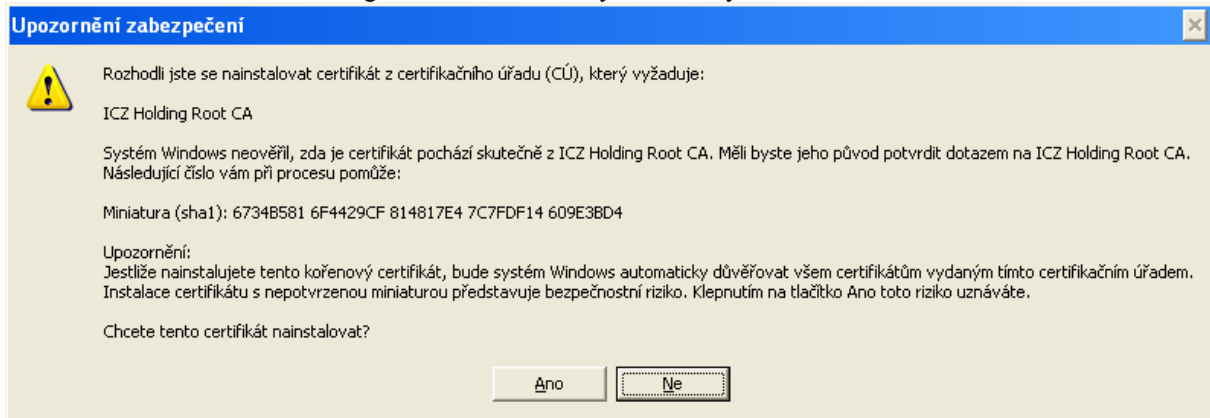 Upozornění zabezpečení
Rozhodli jste se nainstalovat certifikát z certifikačního úřadu (CÚ), který vyžaduje:
ICZ Holding Root CA
Systém Windows neověřil, zda je certifikát pochází skutečně z ICZ Holding Root CA. Měli byste jeho původ potvrdit dotazem na ICZ Holding Root CA.
Následující číslo vám při procesu pomůže:
Miniatura (sha1): 6734B581 6F4429CF 814817E4 7C7FDF14 609E3BD4
Upozornění:
Jestliže nainstalujete tento kořenový certifikát, bude systém Windows automaticky důvěřovat všem certifikátům vydaným tímto certifikačním úřadem.
Instalace certifikátu s nepotvrzenou miniaturou představuje bezpečnostní riziko. Klepnutím na tlačítko Ano toto riziko uznáváte.
Chcete tento certifikát nainstalovat?
Ano Ne